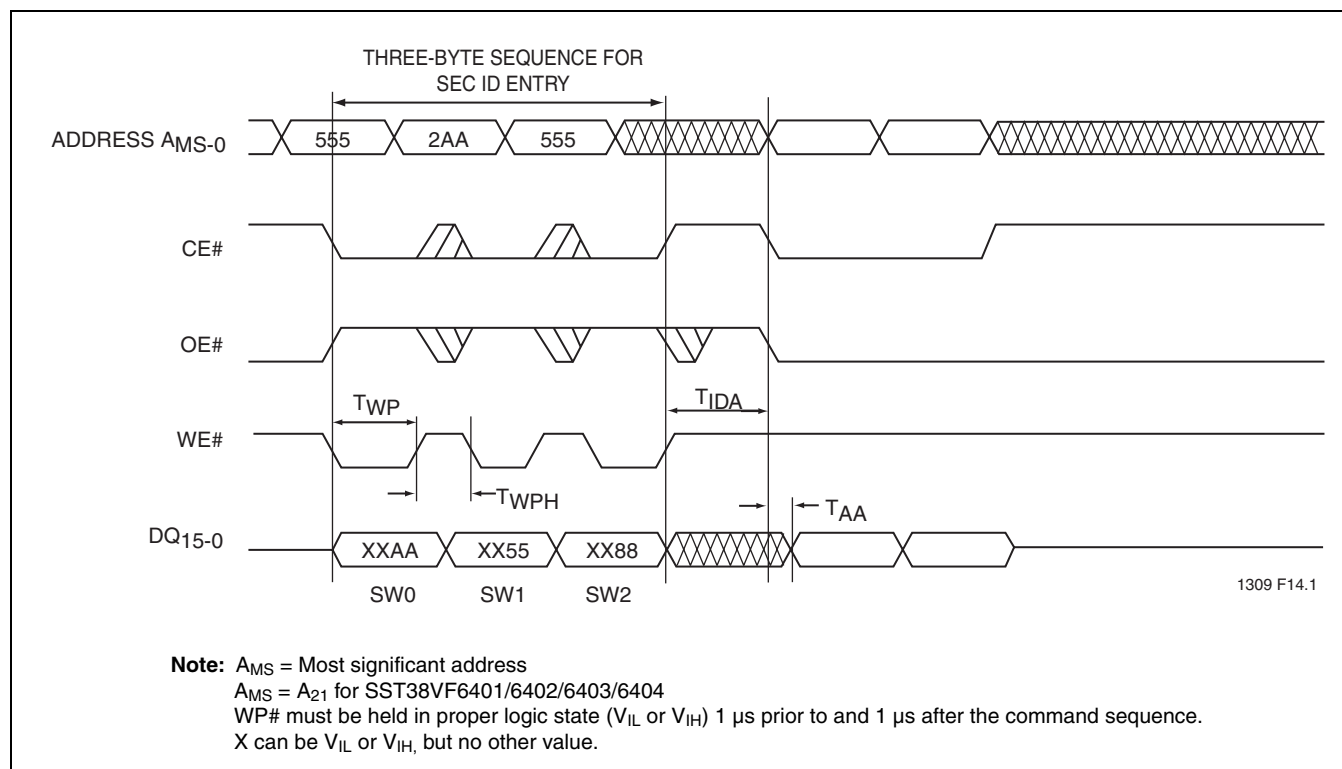 THREE-BYTE SEQUENCE FOR
SEC ID ENTRY
ADDRESS AMS-0
555
2AA
555
CE#
OE#
TWP
TIDA
WE#
TWPH
TAA
DQ15-0
XXAA
XX55
XX88
SW0
SW1
SW2
1309 F14.1
Note: AMS = Most significant address
AMS = A21 for SST38VF6401/6402/6403/6404
WP# must be held in proper logic state (VIL or VIH) 1 µs prior to and 1 µs after the command sequence.
X can be VIL or VIH, but no other value.